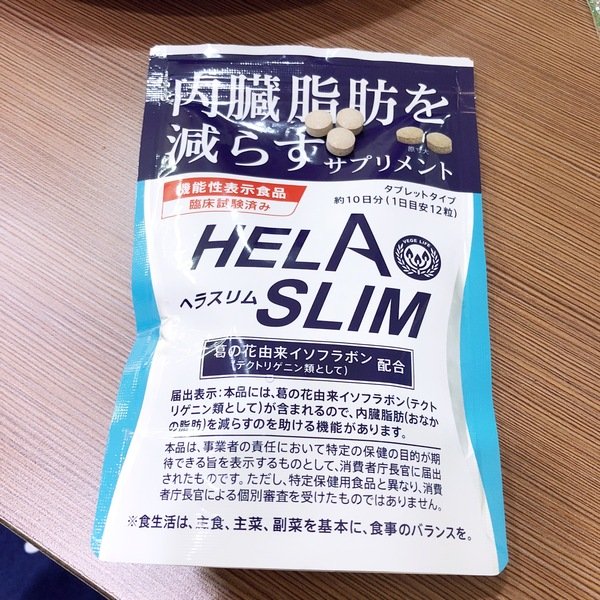 内臓脂肪を
減らす サプリメント
原寸大
機能性表示食品
臨床試験済み
タブレットタイプ
約10日分(1日目安12粒)
HELA
VEGE LIFE
ヘラスリム SLIM
葛の花由来イソフラボン
(テクトリゲニン類として)
配合
届出表示:本品には、葛の花由来イソフラボン(テクト
リゲニン類として)が含まれるので、内臓脂肪(おなか
の脂肪)を減らすのを助ける機能があります。
本品は、事業者の責任において特定の保健の目的が期
待できる旨を表示するものとして、消費者庁長官に届出
されたものです。ただし、特定保健用食品と異なり、消費
者庁長官による個別審査を受けたものではありません。
※食生活は、主食、主菜、副菜を基本に、食事のバランスを。